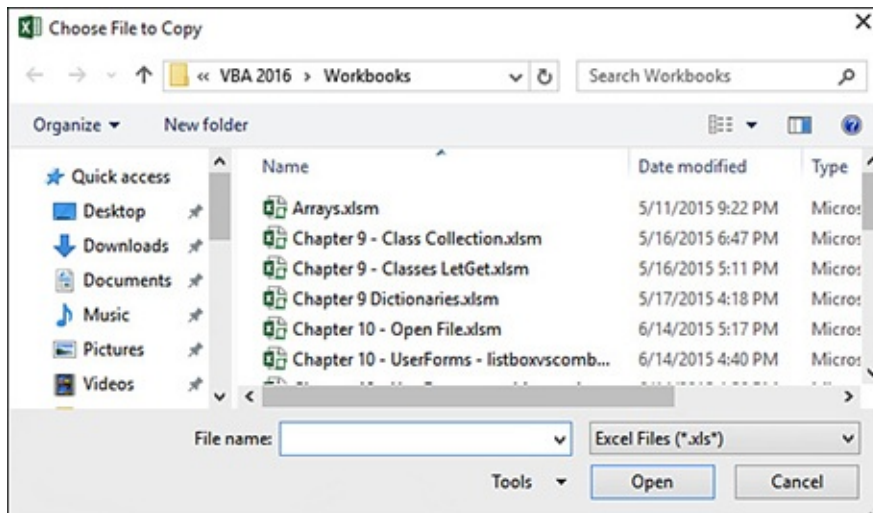 Choose File to Copy
« VBA 2016 › Workbooks Search Workbooks
Organize New folder
Name Date modified Type
Quick access
Desktop Arrays.xlsm 5/11/2015 9:22 PM Micros
Downloads Chapter 9 - Class Collection.xlsm 5/16/2015 6:47 PM Micros
Documents Chapter 9 - Classes LetGet.xlsm 5/16/2015 5:11 PM Micros
Music Chapter 9 Dictionaries.xlsm 5/17/2015 4:18 PM Micros
Pictures Chapter 10 - Open File.xlsm 6/14/2015 5:17 PM Micros
Videos Chapter 10 - UserForms - listboxvscomb... 6/14/2015 4:40 PM Micros
File name: Excel Files (*.xls*)
Tools Open Cancel